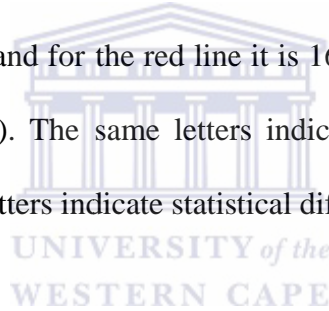 and for the red line it is 16
). The same letters indic
tters indicate statistical dif
UNIVERSITY of the
WESTERN CAPE